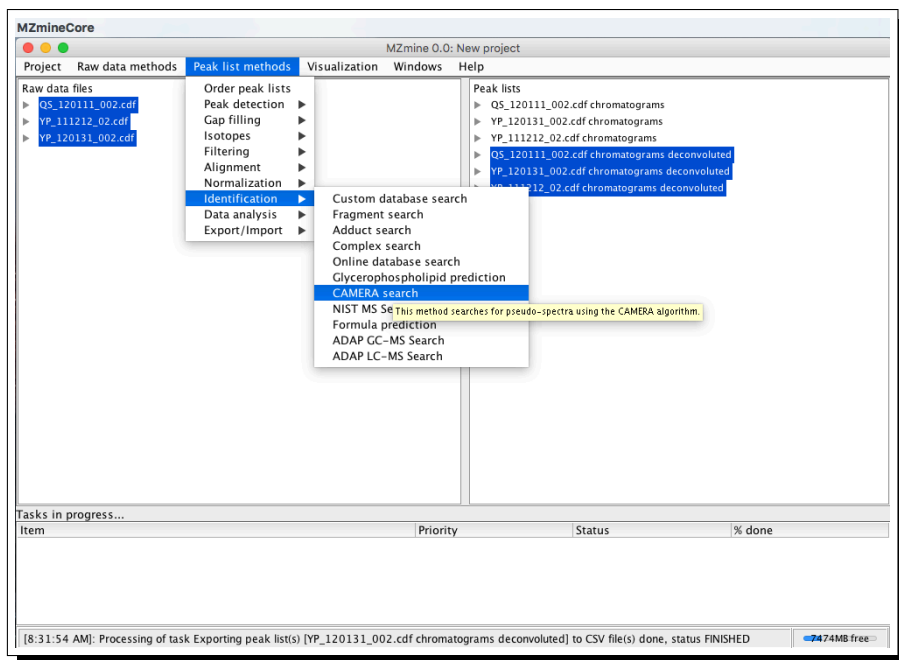 MZmineCore
MZmine 0.0: New project
Project Raw data methods Peak list methods Visualization Windows Help
Raw data files
QS_120111_002.cdf
YP_111212_02.cdf
YP_120131_002.cdf
Order peak lists
Peak detection
Gap filling
Isotopes
Filtering
Alignment
Normalization
Identification
Data analysis
Export/Import
Custom database search
Fragment search
Adduct search
Complex search
Online database search
Glycerophospholipid prediction
CAMERA search
NIST MS Se
This method searches for pseudo-spectra using the CAMERA algorithm.
Formula prediction
ADAP GC-MS Search
ADAP LC-MS Search
Peak lists
QS_120111_002.cdf chromatograms
YP_120131_002.cdf chromatograms
YP_111212_02.cdf chromatograms
QS_120111_002.cdf chromatograms deconvoluted
YP_120131_002.cdf chromatograms deconvoluted
YP_111212_02.cdf chromatograms deconvoluted
Tasks in progress...
Item Priority Status % done
[8:31:54 AM]: Processing of task Exporting peak list(s) [YP_120131_002.cdf chromatograms deconvoluted] to CSV file(s) done, status FINISHED
7474MB free